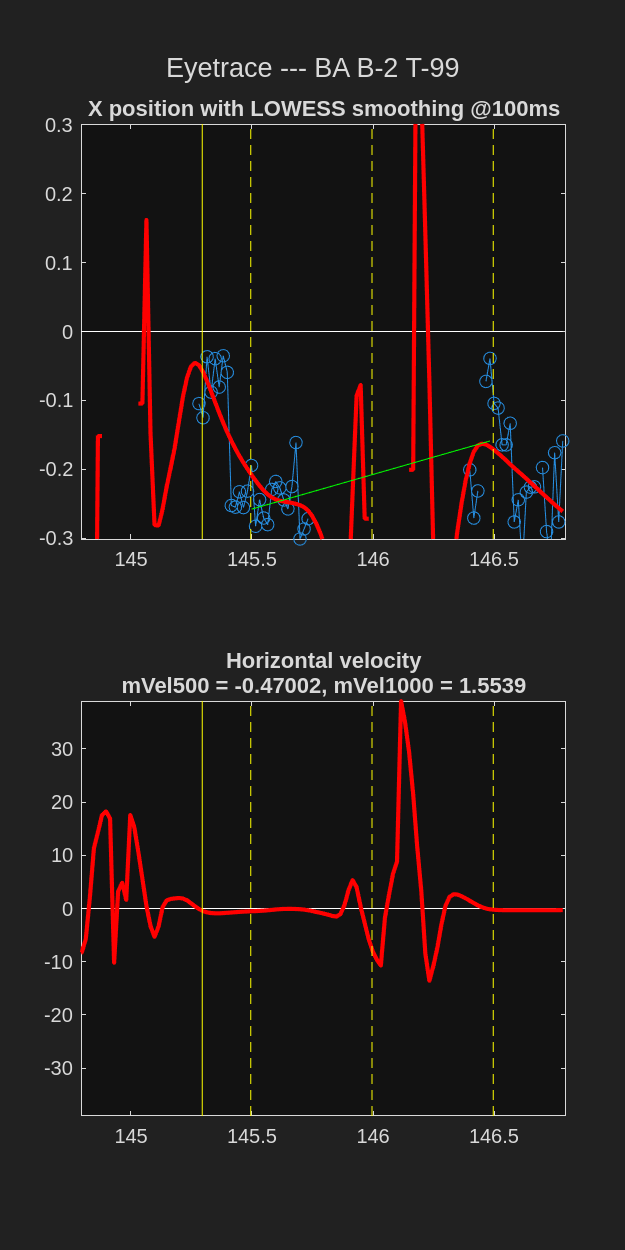 Eyetrace --- BA B-2 T-99
X position with LOWESS smoothing @100ms
0.3
0.2
0.1
0
-0.1
-0.2
-0.3
145 145.5 146 146.5
Horizontal velocity
mVel500 = -0.47002, mVel1000 = 1.5539
30
20
10
0
-10
-20
-30
145 145.5 146 146.5